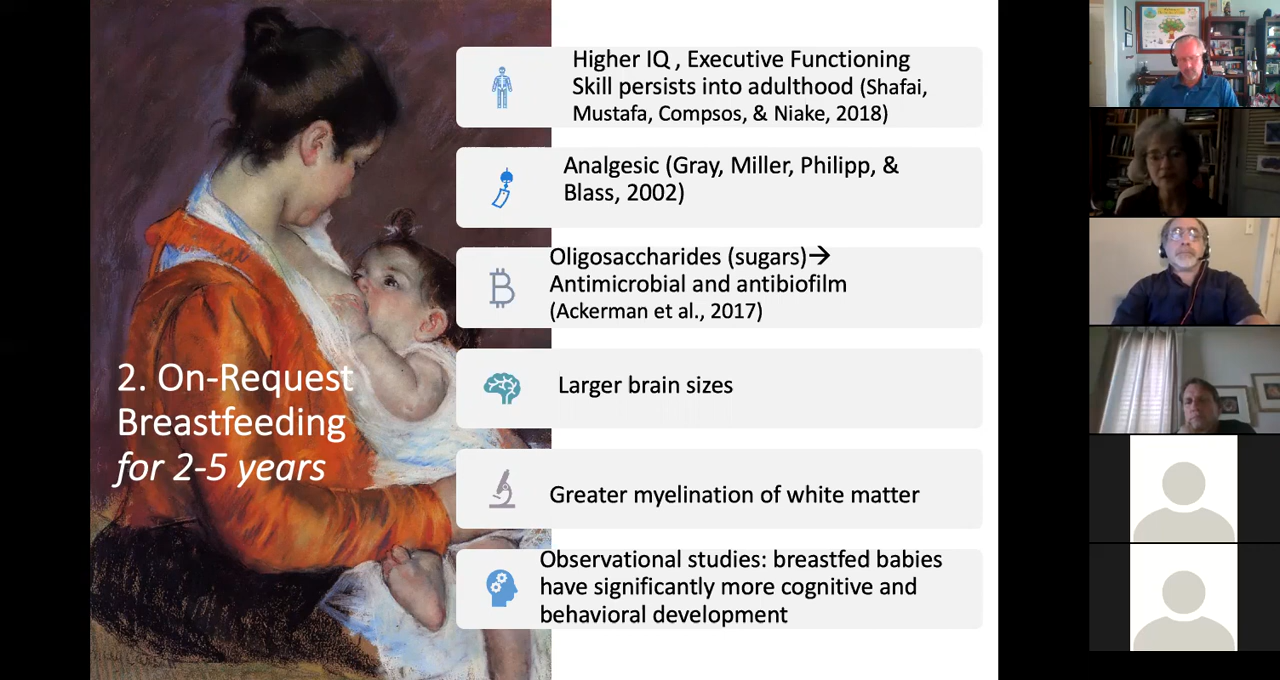 2. On-Request
Breastfeeding
for 2-5 years
Higher IQ , Executive Functioning
Skill persists into adulthood (Shafai,
Mustafa, Compsos, & Niake, 2018)
Analgesic (Gray, Miller, Philipp, &
Blass, 2002)
Oligosaccharides (sugars)→
Antimicrobial and antibiofilm
(Ackerman et al., 2017)
Larger brain sizes
Greater myelination of white matter
Observational studies: breastfed babies
have significantly more cognitive and
behavioral development